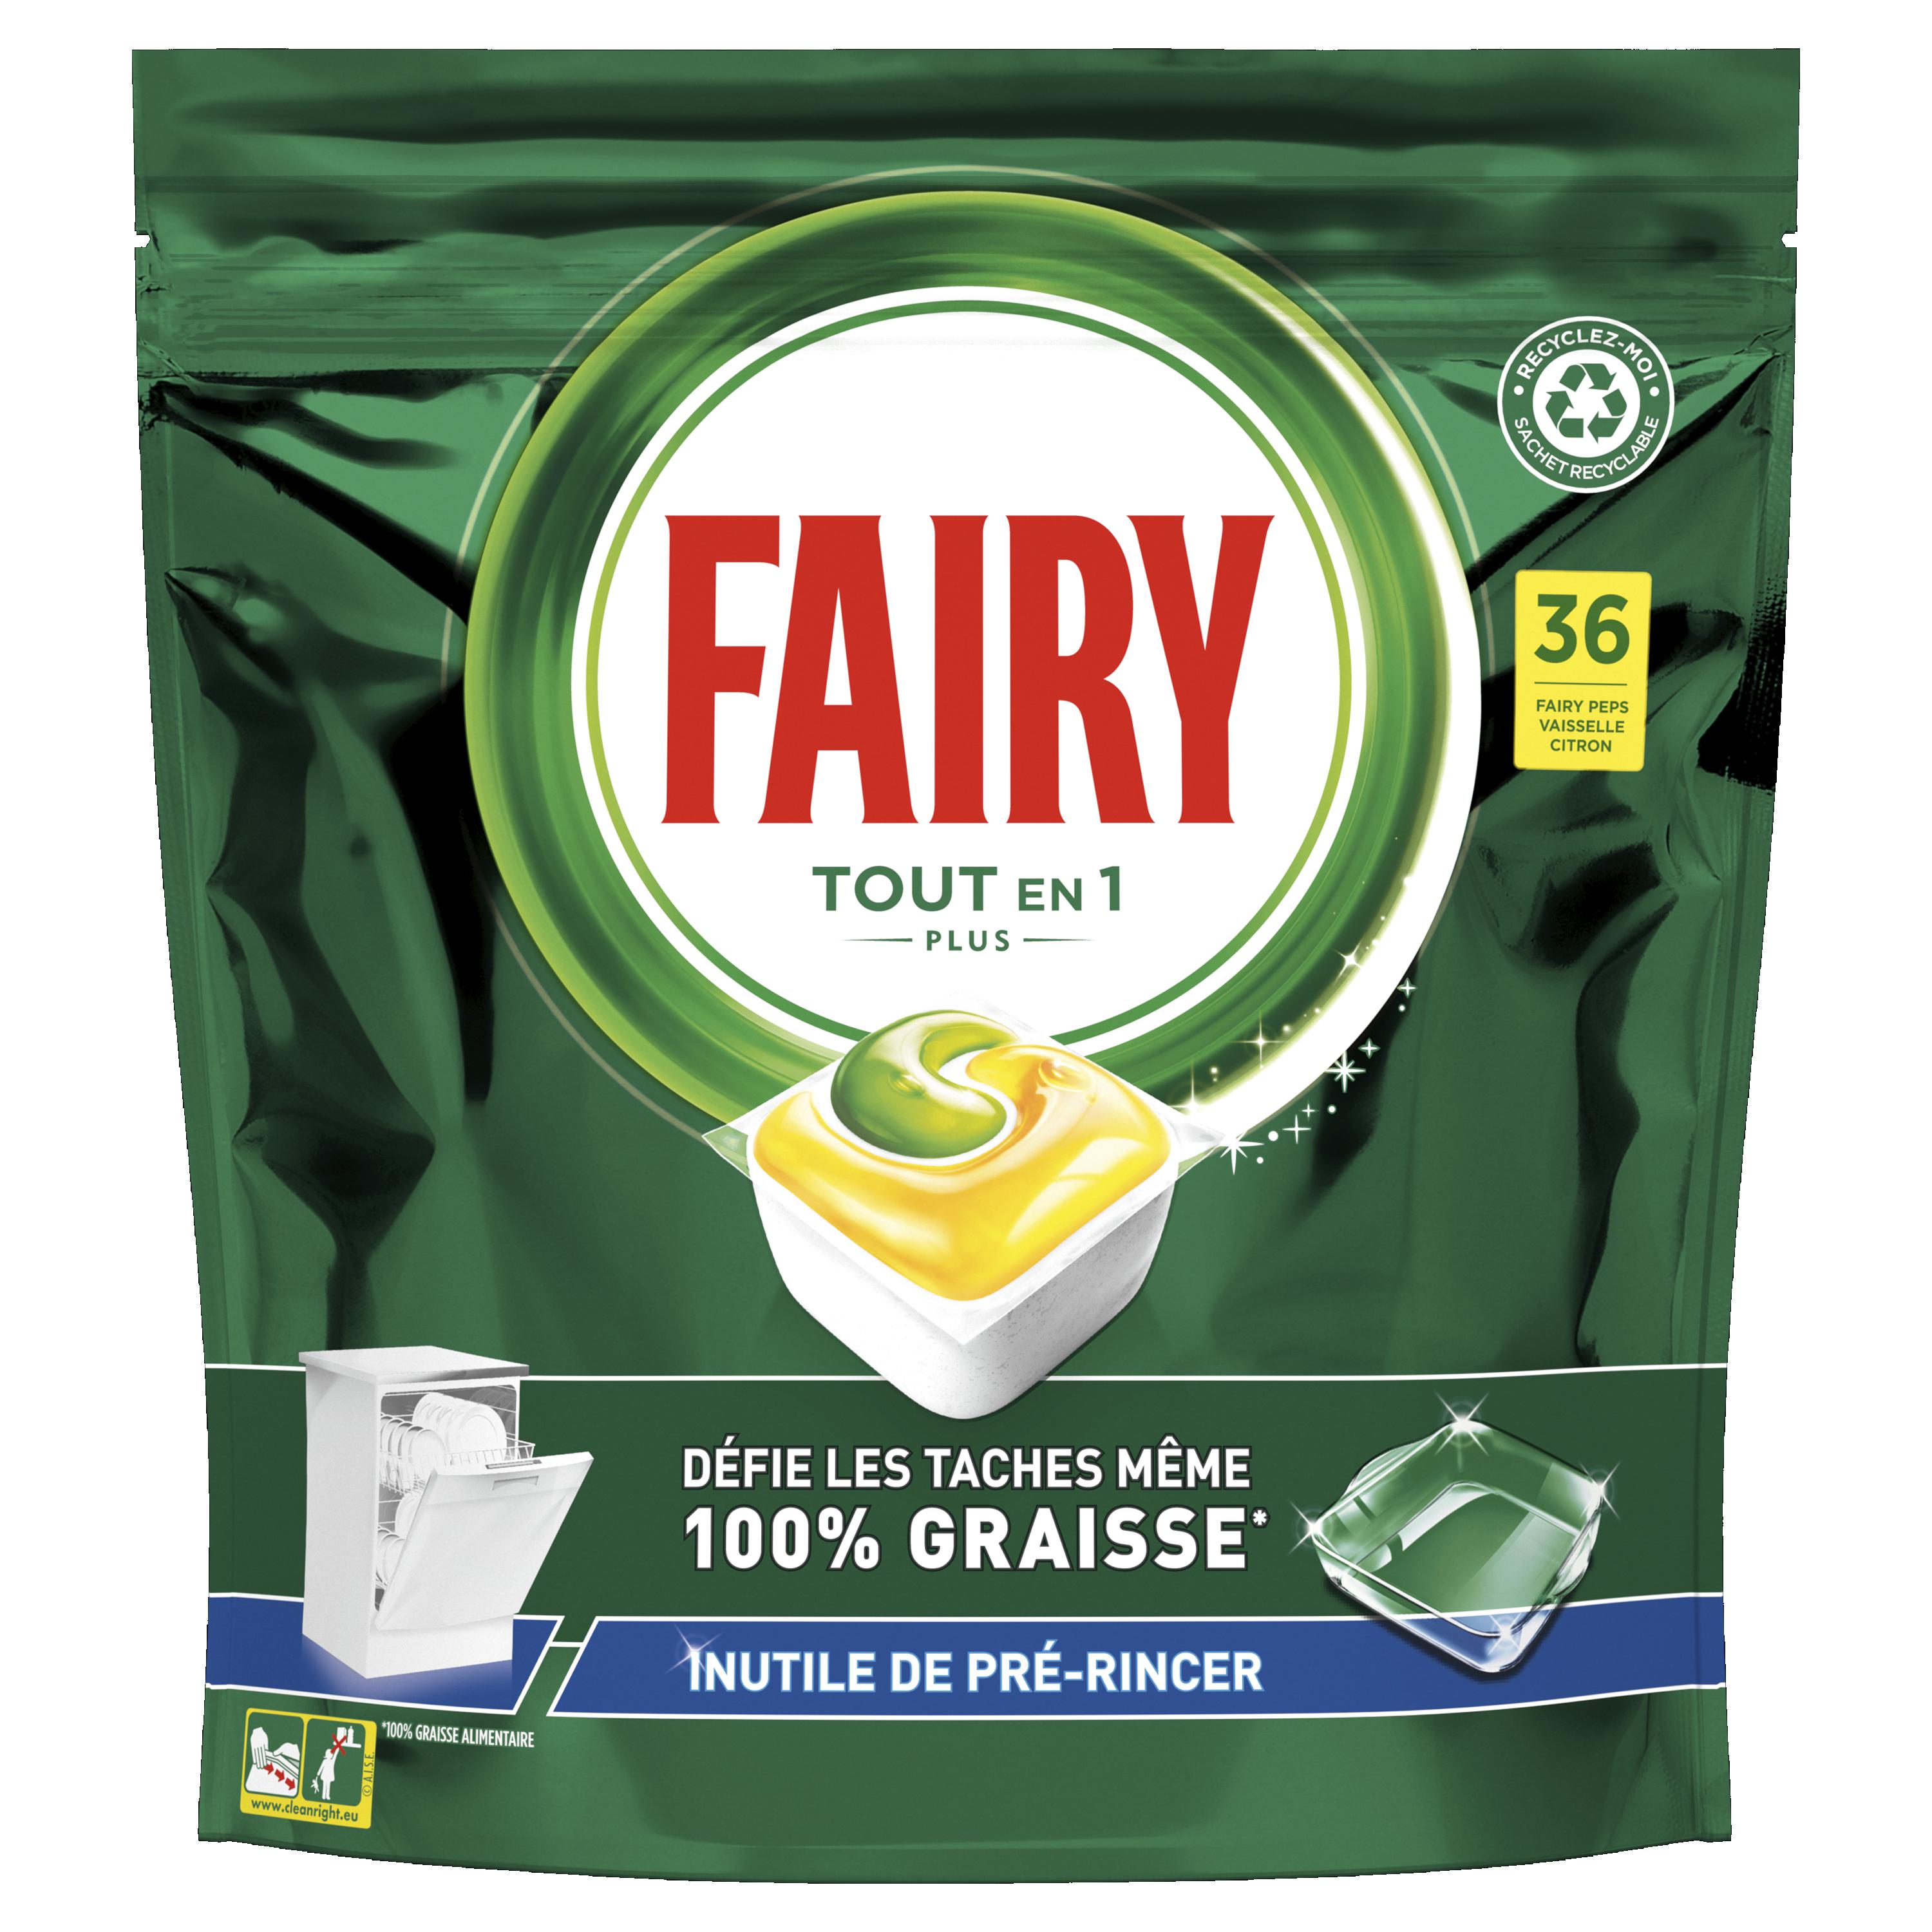 RECYCLEZ-MOI
SACHET RECYCLABLE
FAIRY
TOUT EN 1
PLUS
36
FAIRY PEPS
VAISSELLE
CITRON
DÉFIE LES TACHES MÊME
100% GRAISSE*
INUTILE DE PRÉ-RINCER
*100% GRAISSE ALIMENTAIRE
© A.I.S.E.
www.cleanright.eu